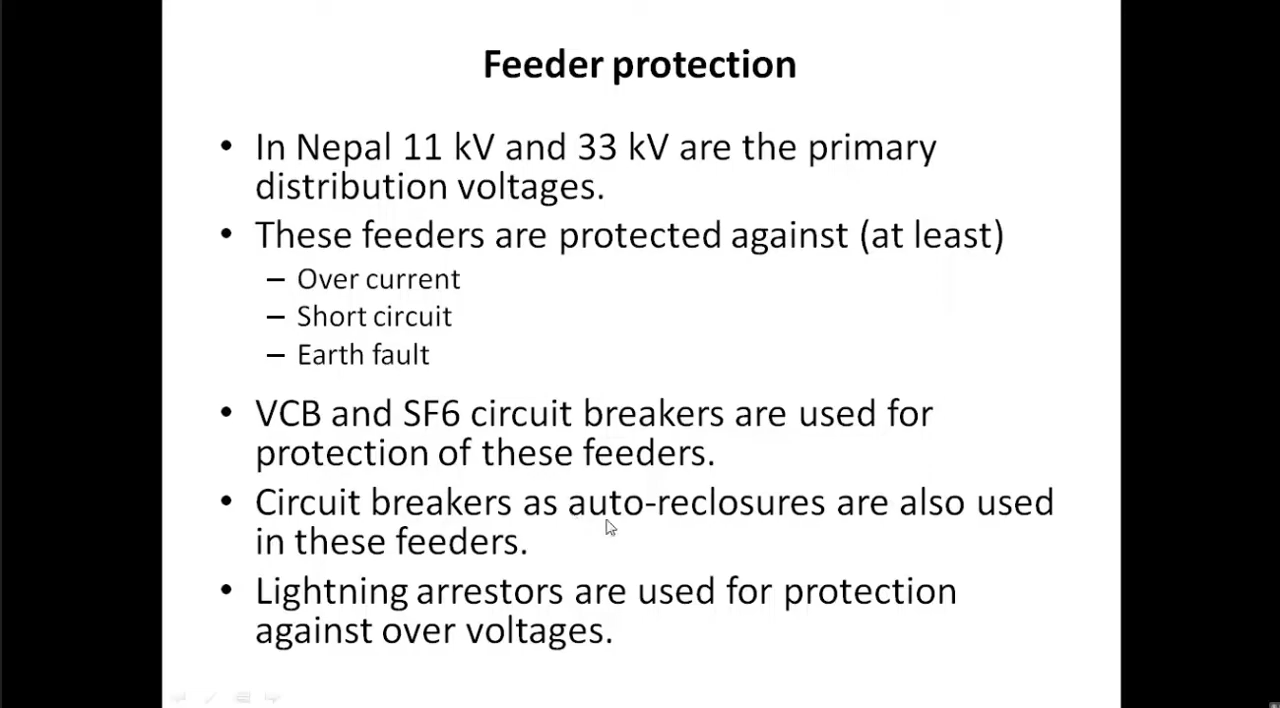 Feeder protection
• In Nepal 11 kV and 33 kV are the primary
distribution voltages.
• These feeders are protected against (at least)
– Over current
– Short circuit
– Earth fault
• VCB and SF6 circuit breakers are used for
protection of these feeders.
• Circuit breakers as auto-reclosures are also used
in these feeders.
• Lightning arrestors are used for protection
against over voltages.